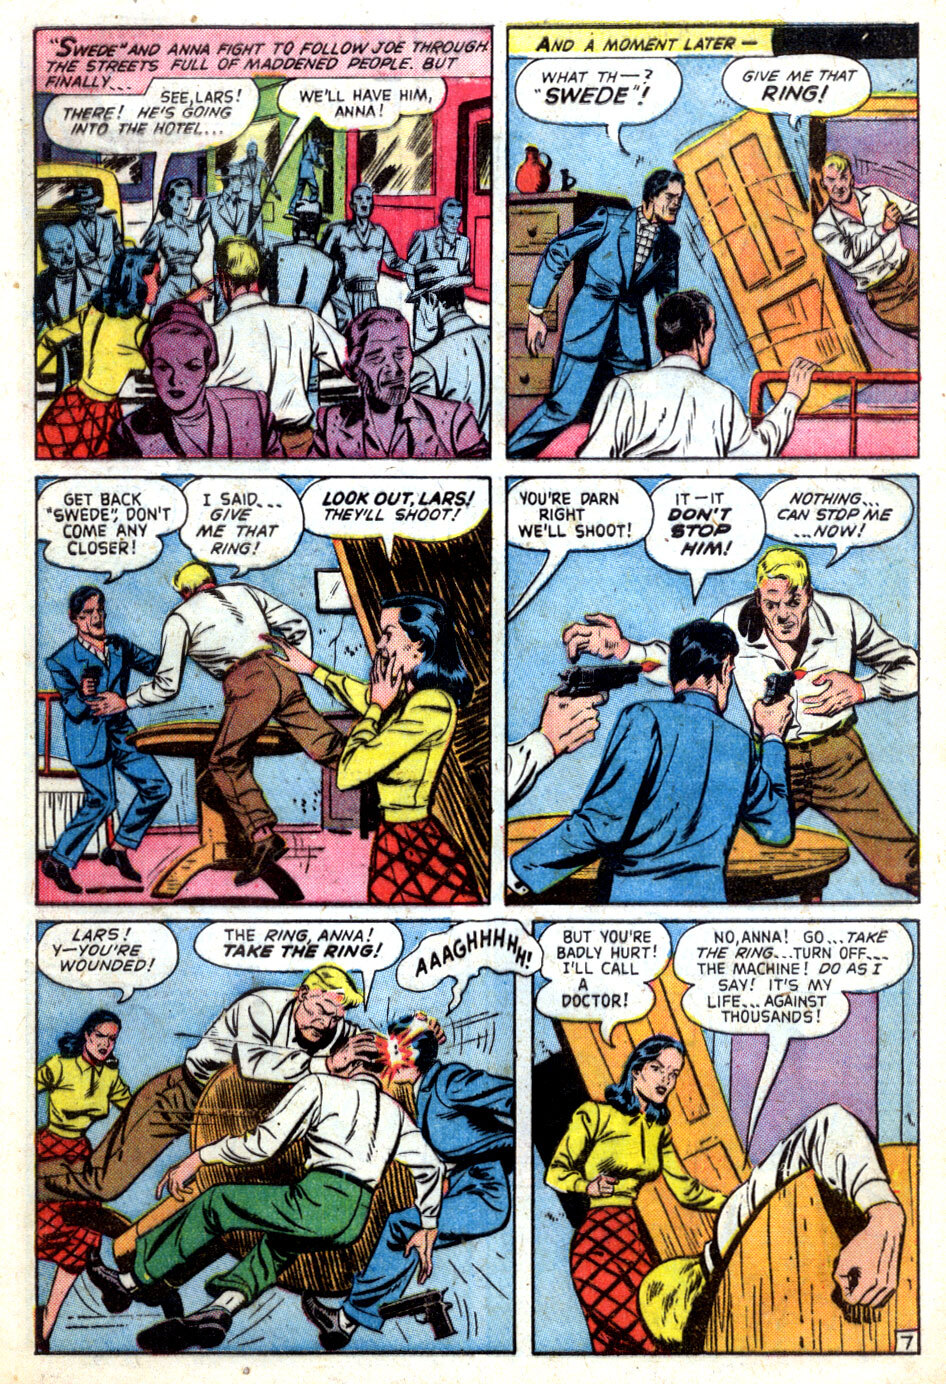 "SWEDE" AND ANNA FIGHT TO FOLLOW JOE THROUGH
THE STREETS FULL OF MADDENED PEOPLE. BUT
FINALLY...
SEE, LARS!
THERE! HE'S GOING
INTO THE HOTEL...
WE'LL HAVE HIM,
ANNA!
AND A MOMENT LATER —
WHAT TH—?
"SWEDE"!
GIVE ME THAT
RING!
GET BACK
"SWEDE", DON'T
COME ANY
CLOSER!
I SAID....
GIVE
ME THAT
RING!
LOOK OUT, LARS!
THEY'LL SHOOT!
YOU'RE DARN
RIGHT
WE'LL SHOOT!
IT—IT
DON'T
STOP
HIM!
NOTHING...
CAN STOP ME
...NOW!
LARS!
Y—YOU'RE
WOUNDED!
THE RING, ANNA!
TAKE THE RING!
AAAGHHHHH!
BUT YOU'RE
BADLY HURT!
I'LL CALL
A
DOCTOR!
NO, ANNA! GO...TAKE
THE RING...TURN OFF...
THE MACHINE! DO AS I
SAY! IT'S MY
LIFE... AGAINST
THOUSANDS!
7